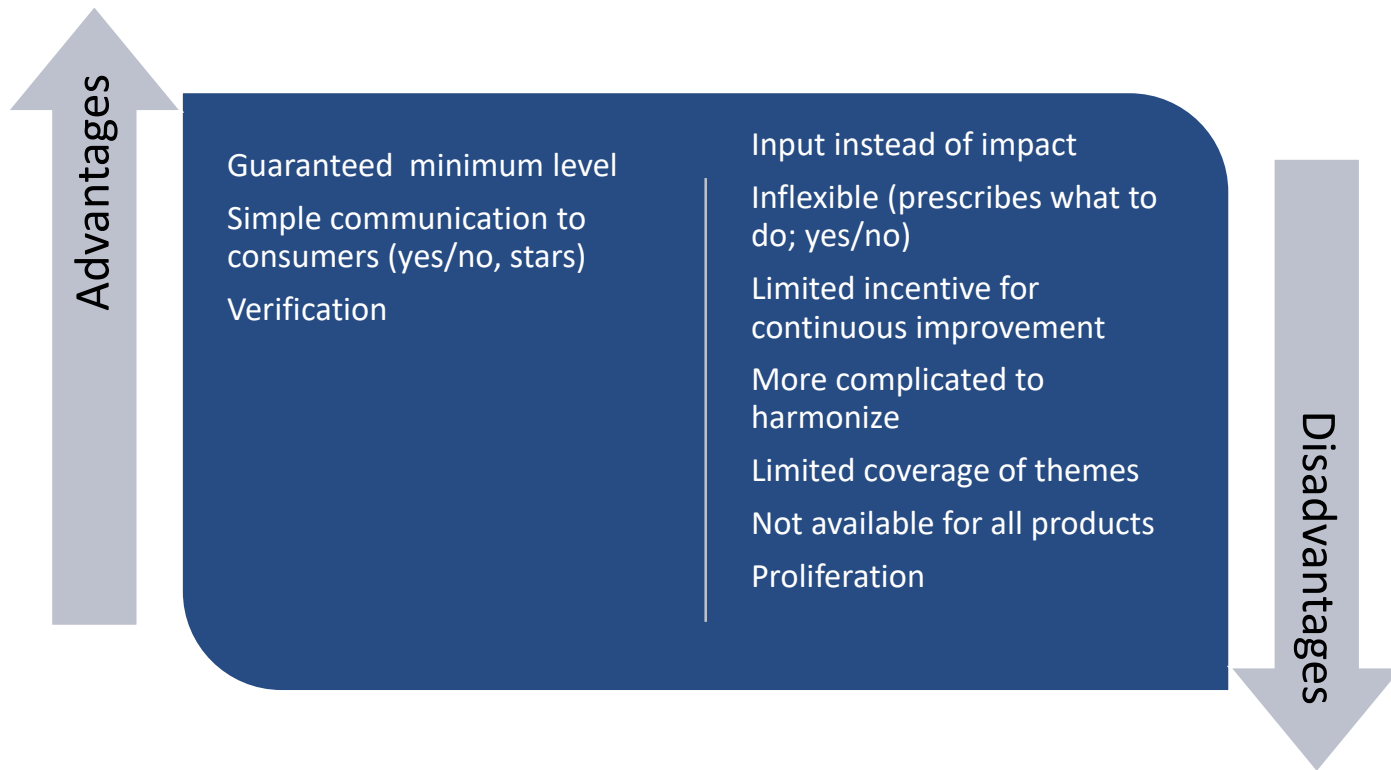 Advantages
Guaranteed  minimum level
Simple communication to
consumers (yes/no, stars)
Verification
Input instead of impact
Inflexible (prescribes what to
do; yes/no)
Limited incentive for
continuous improvement
More complicated to
harmonize
Limited coverage of themes
Not available for all products
Proliferation
Disadvantages